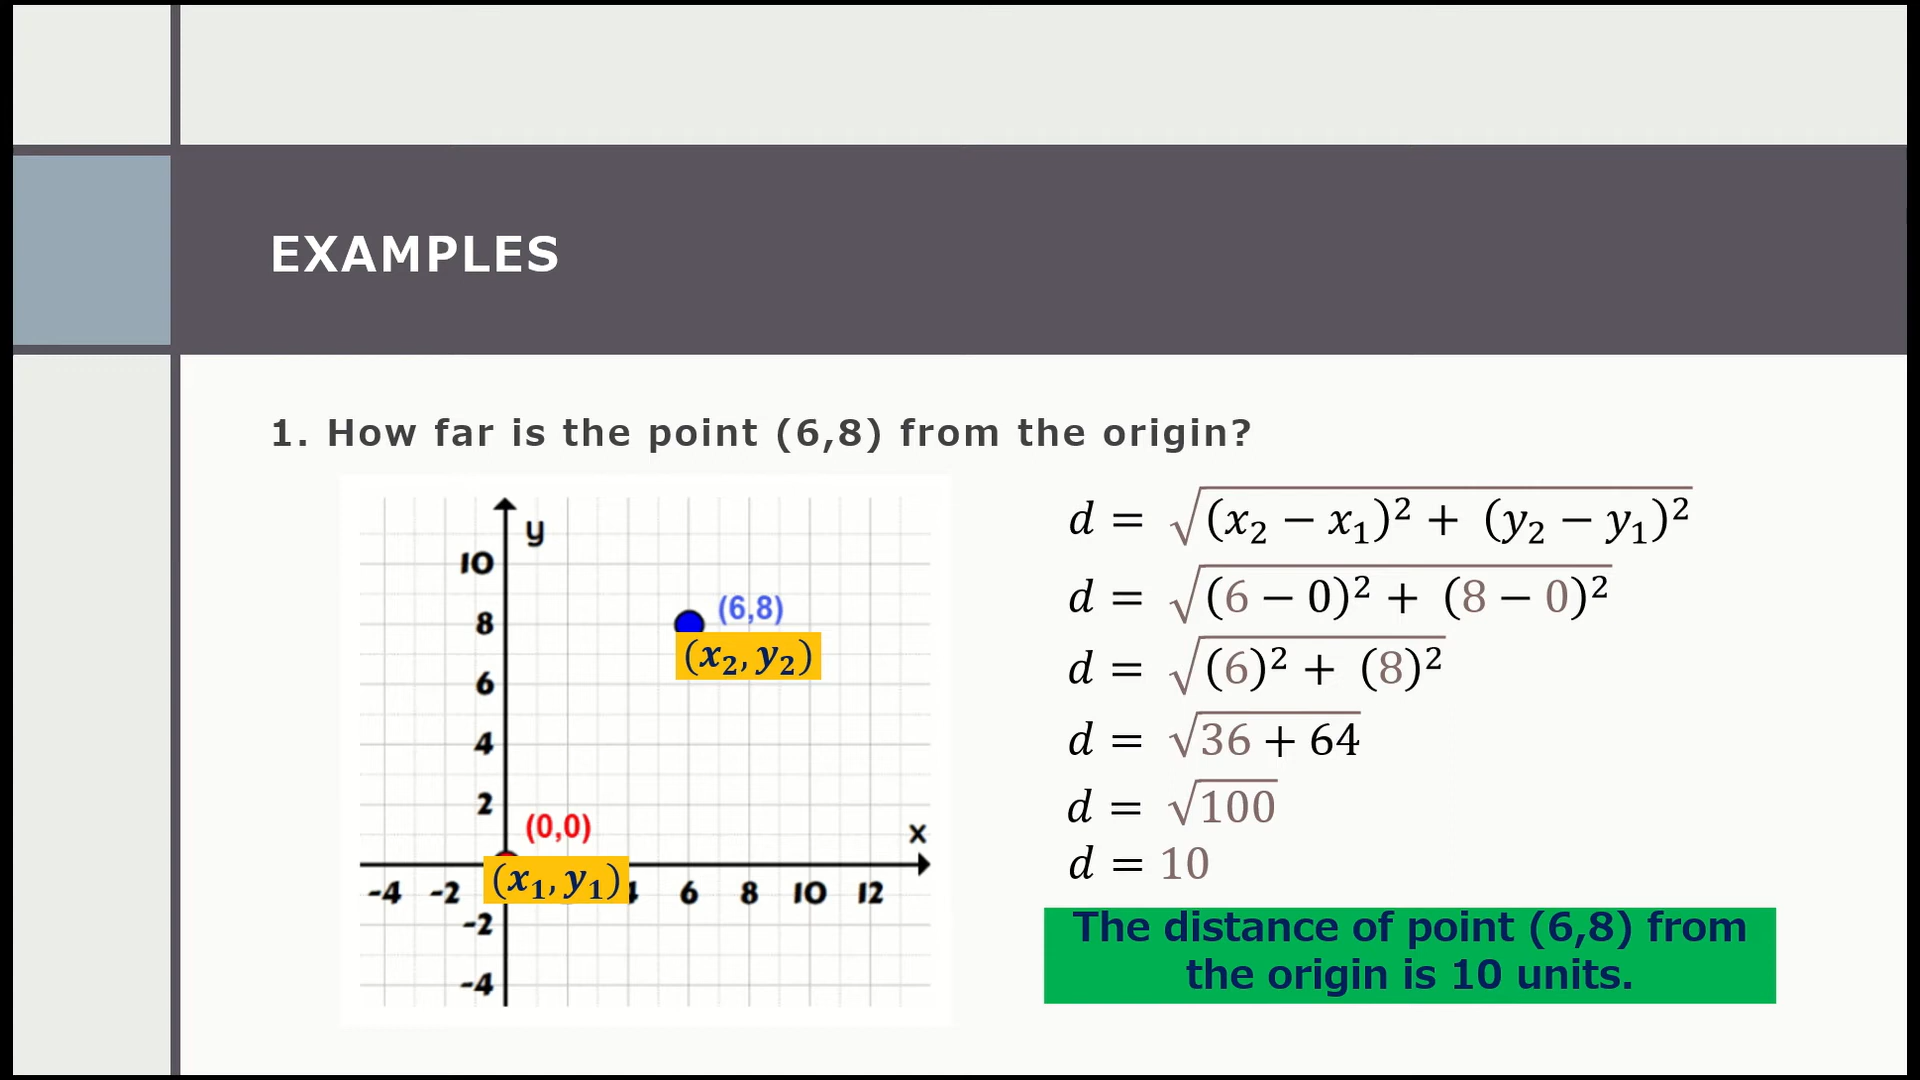 EXAMPLES
1. How far is the point (6,8) from the origin?
y
10
8
6
4
2
-2
-4
(6,8)
(x₂, y₂)
(0,0)
(x₁, y₁)
x
-4 -2 4 6 8 10 12
d = √((x₂ − x₁)² + (y₂ − y₁)²)
d = √((6 − 0)² + (8 − 0)²)
d = √((6)² + (8)²)
d = √(36 + 64)
d = √100
d = 10
The distance of point (6,8) from
the origin is 10 units.